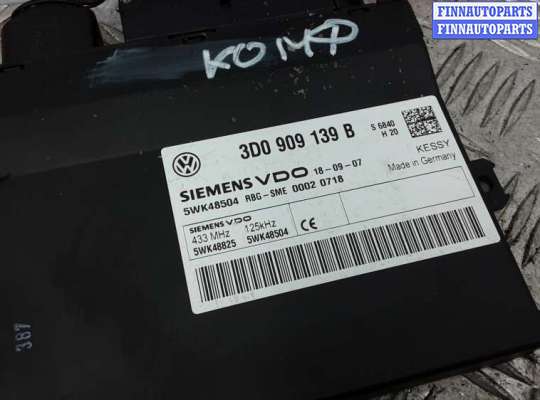 FINNAUTOPARTS
FINNAUTOPARTS
КОМФ
3D0 909 139 B
S 6840
H 20
SIEMENS VDO 18-09-07
KESSY
5WK48504 RBG-SME 0002 0718
Made in Germany
SIEMENS VDO
433 MHz 125kHz
5WK48825 5WK48504
CE
387